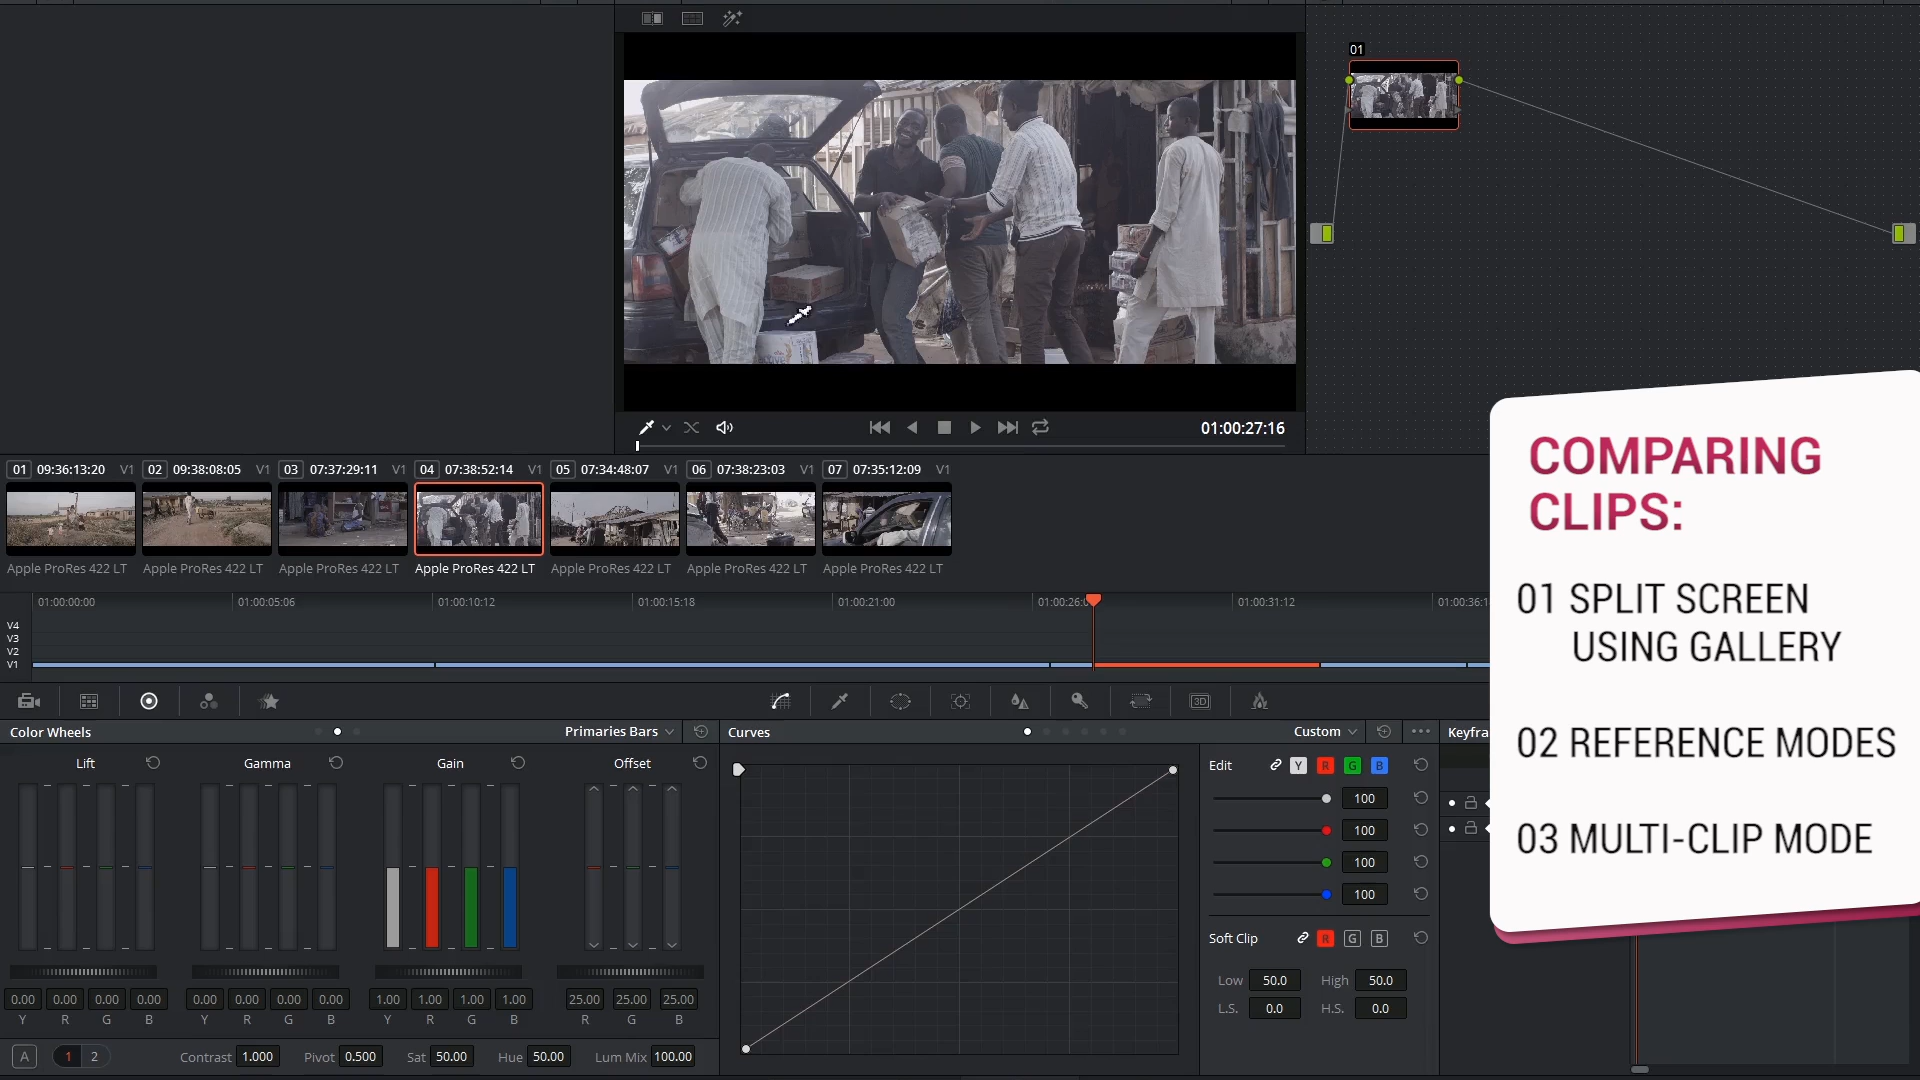 01
01:00:27:16
01 09:36:13:20 V1 02 09:38:08:05 V1 03 07:37:29:11 V1 04 07:38:52:14 V1 05 07:34:48:07 V1 06 07:38:23:03 V1 07 07:35:12:09 V1
Apple ProRes 422 LT Apple ProRes 422 LT Apple ProRes 422 LT Apple ProRes 422 LT Apple ProRes 422 LT Apple ProRes 422 LT Apple ProRes 422 LT
01:00:00:00 01:00:05:06 01:00:10:12 01:00:15:18 01:00:21:00 01:00:26:0 01:00:31:12 01:00:36:1
V4
V3
V2
V1
COMPARING
CLIPS:
01 SPLIT SCREEN
USING GALLERY
02 REFERENCE MODES
03 MULTI-CLIP MODE
3D
Color Wheels Primaries Bars
Lift Gamma Gain Offset
0.00 0.00 0.00 0.00 0.00 0.00 0.00 0.00 1.00 1.00 1.00 1.00 25.00 25.00 25.00
Y R G B Y R G B Y R G B R G B
A 1 2 Contrast 1.000 Pivot 0.500 Sat 50.00 Hue 50.00 Lum Mix 100.00
Curves Custom
Edit Y R G B
100
100
100
100
Soft Clip R G B
Low 50.0 High 50.0
L.S. 0.0 H.S. 0.0
Keyfra